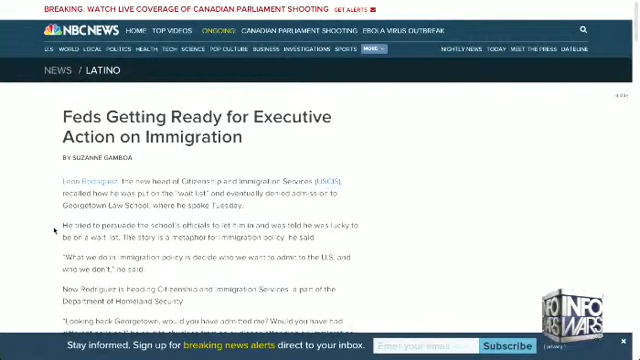 BREAKING: WATCH LIVE COVERAGE OF CANADIAN PARLIAMENT SHOOTING GET ALERTS
NBC NEWS HOME TOP VIDEOS ONGOING: CANADIAN PARLIAMENT SHOOTING EBOLA VIRUS OUTBREAK
U.S. WORLD LOCAL POLITICS HEALTH TECH SCIENCE POP CULTURE BUSINESS INVESTIGATIONS SPORTS MORE NIGHTLY NEWS TODAY MEET THE PRESS DATELINE
NEWS / LATINO
Feds Getting Ready for Executive
Action on Immigration
BY SUZANNE GAMBOA
Leon Rodriguez, the new head of Citizenship and Immigration Services (USCIS),
recalled how he was put on the "wait list" and eventually denied admission to
Georgetown Law School, where he spoke Tuesday.
He tried to persuade the school's officials to let him in and was told he was lucky to
be on a wait list. The story is a metaphor for immigration policy, he said.
"What we do in immigration policy is decide who we want to admit to the U.S. and
who we don't," he said.
Now Rodriguez is heading Citizenship and Immigration Services, a part of the
Department of Homeland Security.
"Looking back Georgetown, would you have admitted me? Would you have had
INFO
WARS
Stay informed. Sign up for breaking news alerts direct to your inbox. Enter your email Subscribe (privacy)